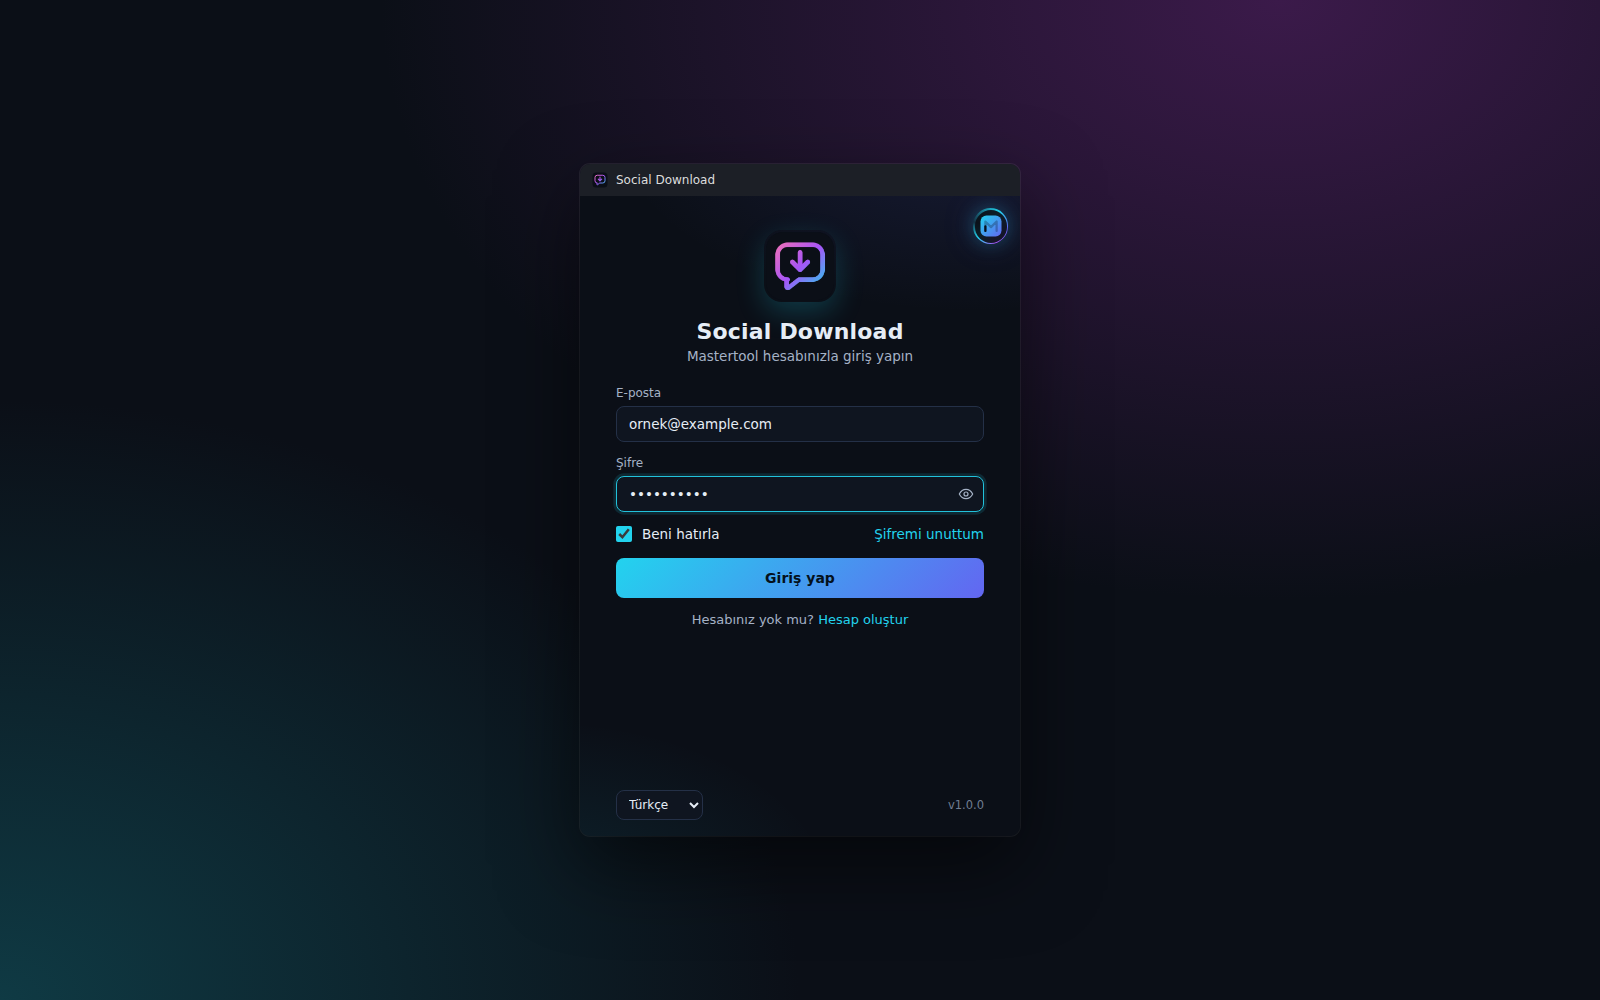 Social Download
Social Download
Mastertool hesabınızla giriş yapın
E-posta
ornek@example.com
Şifre
••••••••••
Beni hatırla
Şifremi unuttum
Giriş yap
Hesabınız yok mu? Hesap oluştur
Türkçe
v1.0.0